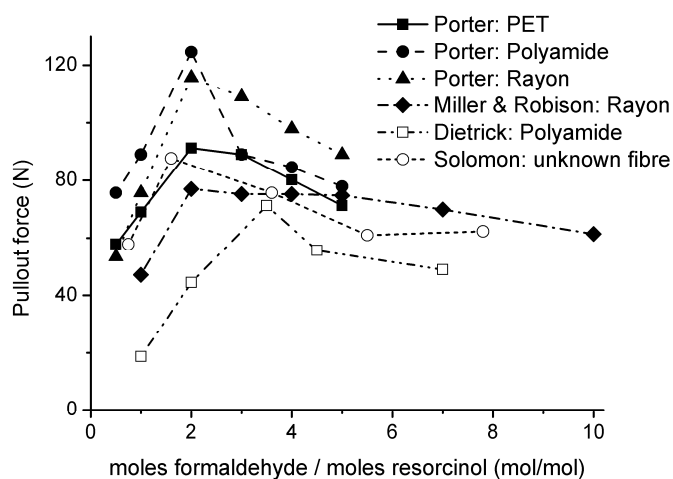 Porter: PET
Porter: Polyamide
Porter: Rayon
Miller & Robison: Rayon
Dietrick: Polyamide
Solomon: unknown fibre
Pullout force (N)
120
80
40
0
0 2 4 6 8 10
moles formaldehyde / moles resorcinol (mol/mol)